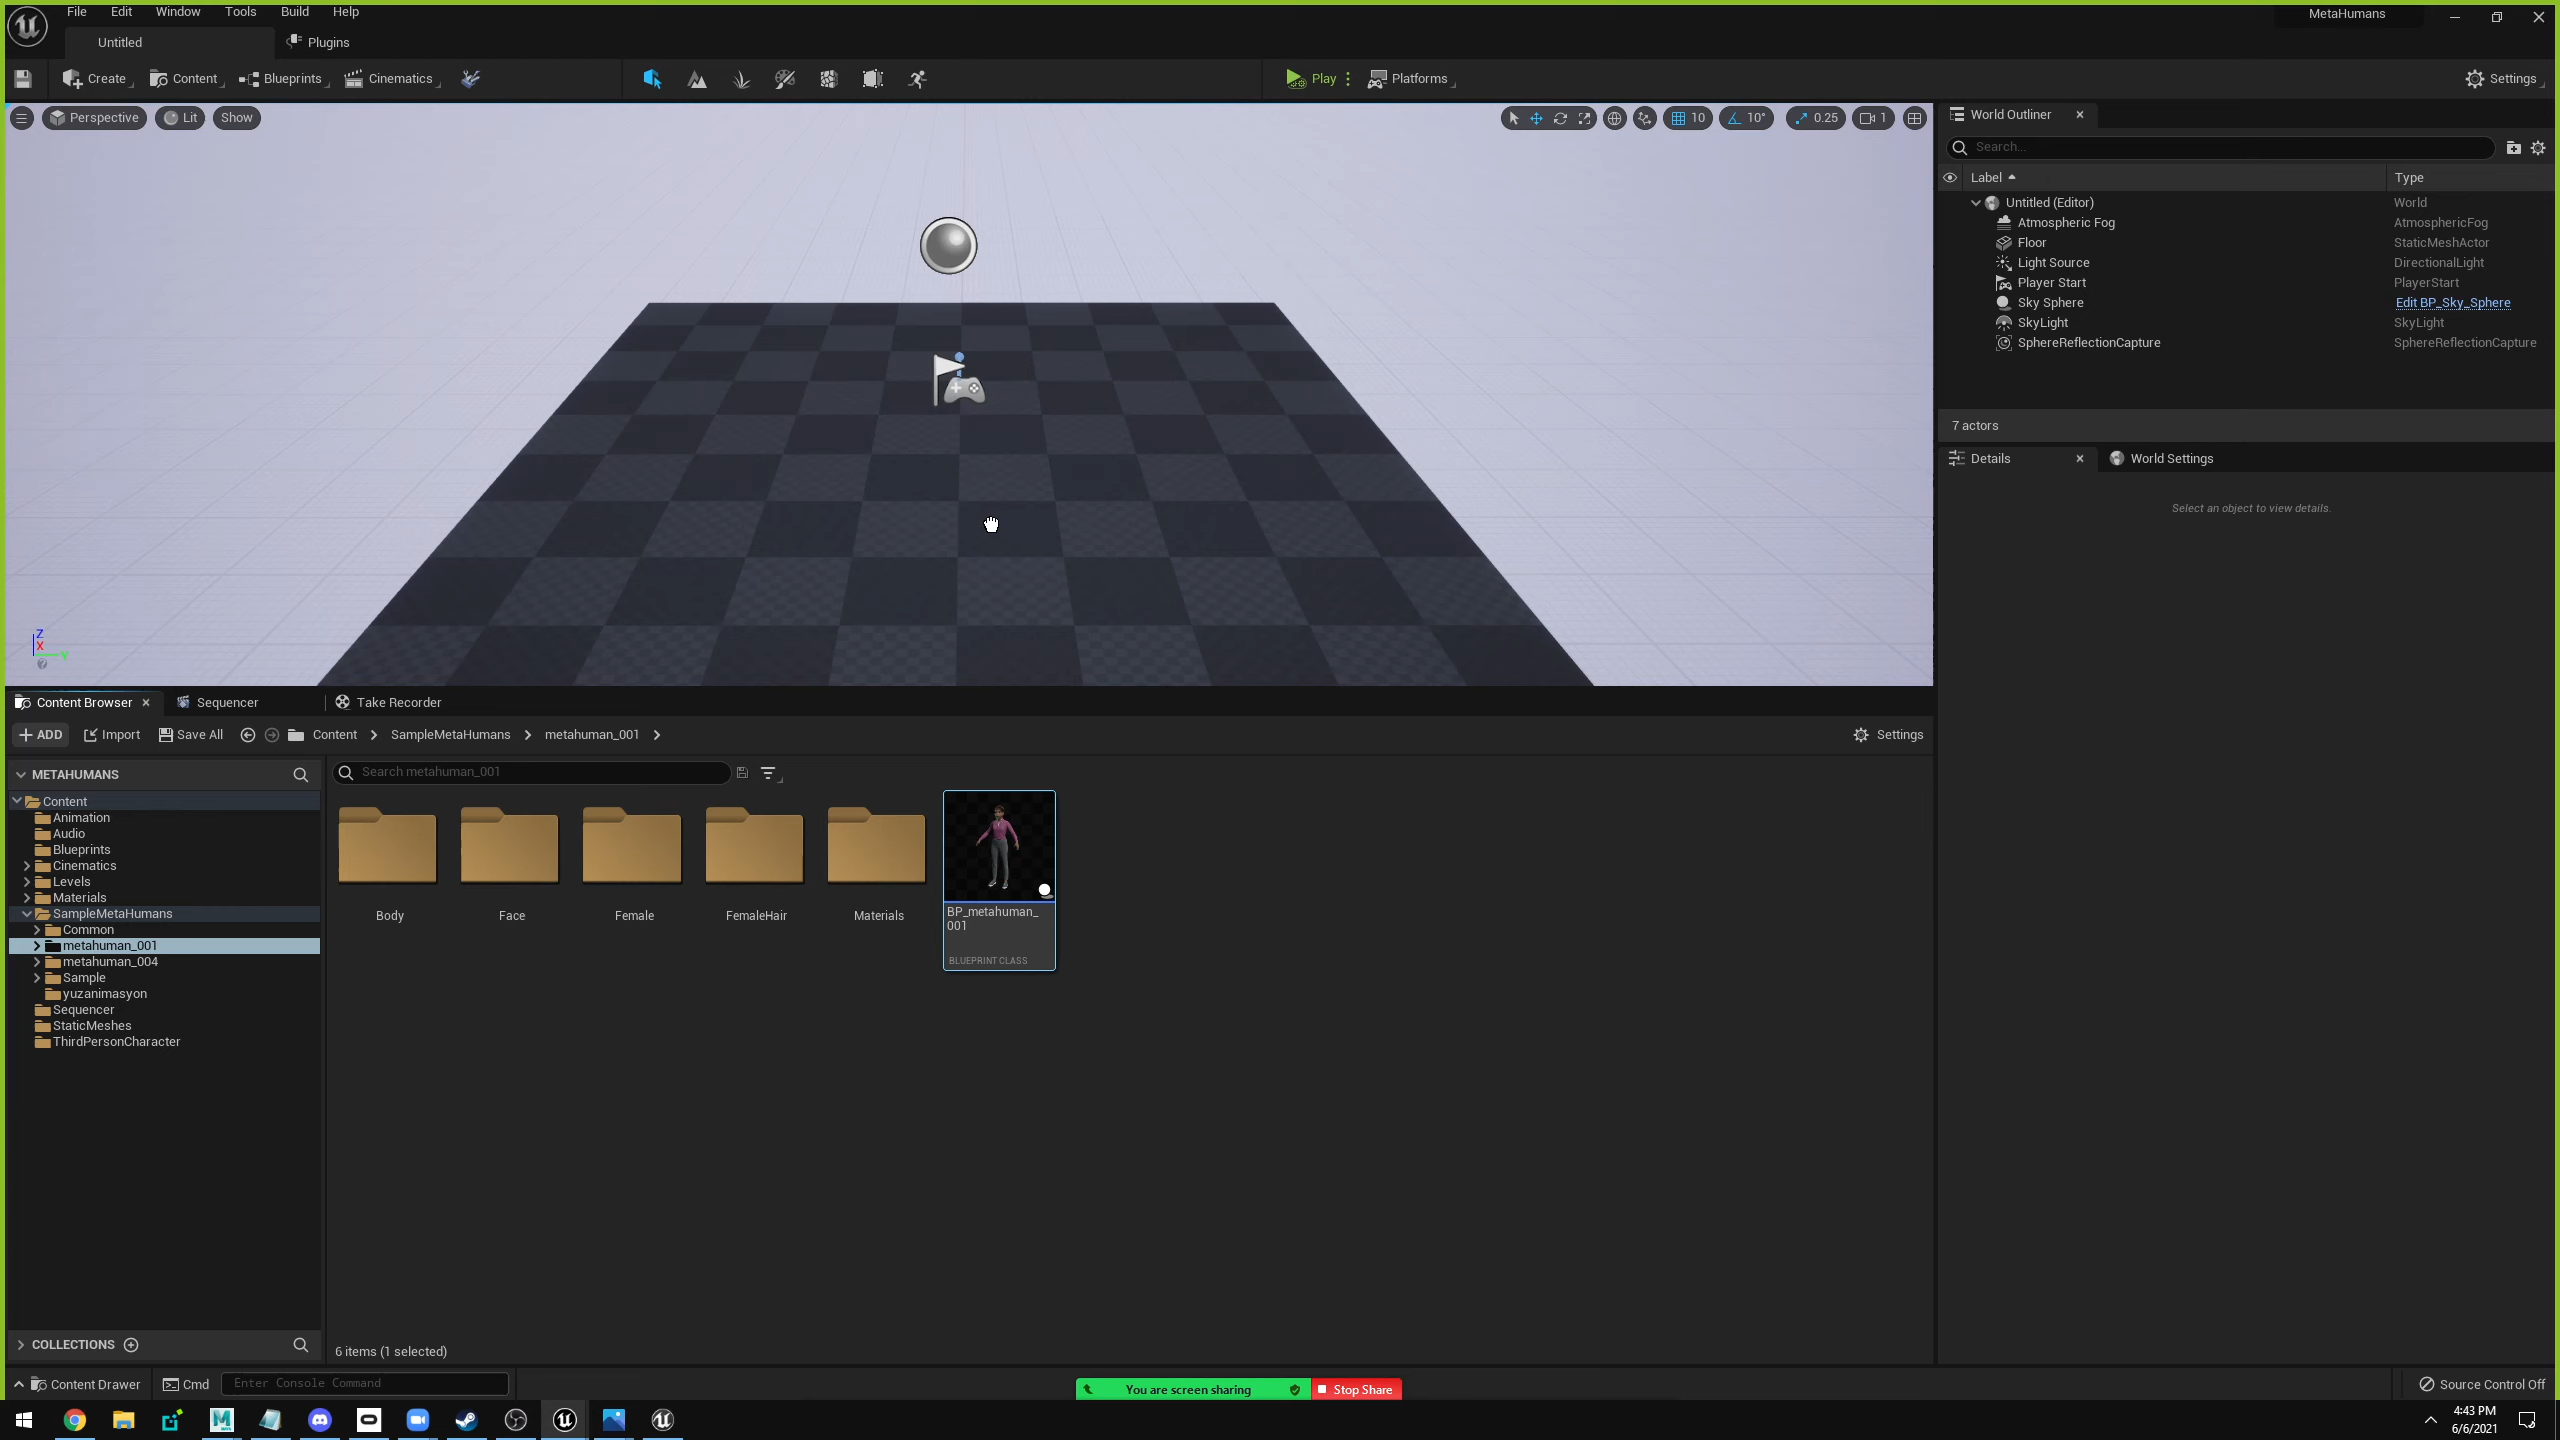 File Edit Window Tools Build Help
MetaHumans
Untitled
Plugins
Create
Content
Blueprints
Cinematics
Play
Platforms
Settings
Perspective
Lit
Show
10
10°
0.25
1
World Outliner
Search...
Label
Type
Untitled (Editor) World
Atmospheric Fog AtmosphericFog
Floor StaticMeshActor
Light Source DirectionalLight
Player Start PlayerStart
Sky Sphere Edit BP_Sky_Sphere
SkyLight SkyLight
SphereReflectionCapture SphereReflectionCapture
7 actors
Details
World Settings
Select an object to view details.
Z
X
Y
Content Browser
Sequencer
Take Recorder
ADD
Import
Save All
Content
SampleMetaHumans
metahuman_001
Settings
METAHUMANS
Search metahuman_001
Content
Animation
Audio
Blueprints
Cinematics
Levels
Materials
SampleMetaHumans
Common
metahuman_001
metahuman_004
Sample
yuzanimasyon
Sequencer
StaticMeshes
ThirdPersonCharacter
Body
Face
Female
FemaleHair
Materials
BP_metahuman_
001
BLUEPRINT CLASS
COLLECTIONS
6 items (1 selected)
Content Drawer
Cmd
Enter Console Command
You are screen sharing
Stop Share
Source Control Off
4:43 PM
6/6/2021